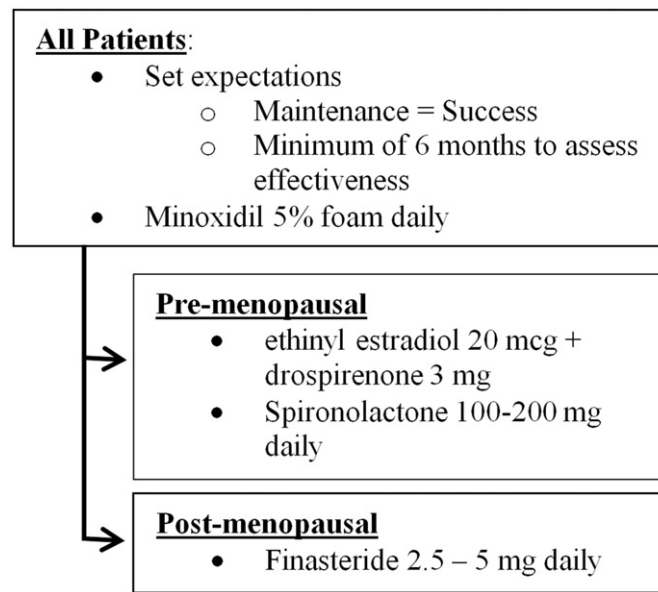 All Patients:
• Set expectations
o Maintenance = Success
o Minimum of 6 months to assess
effectiveness
• Minoxidil 5% foam daily
Pre-menopausal
• ethinyl estradiol 20 mcg +
drospirenone 3 mg
• Spironolactone 100-200 mg
daily
Post-menopausal
• Finasteride 2.5 – 5 mg daily